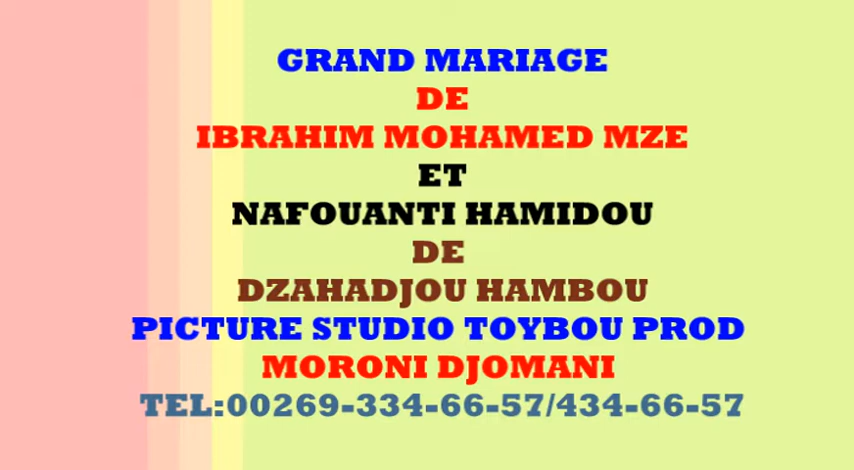 GRAND MARIAGE
DE
IBRAHIM MOHAMED MZE
ET
NAFOUANTI HAMIDOU
DE
DZAHADJOU HAMBOU
PICTURE STUDIO TOYBOU PROD
MORONI DJOMANI
TEL:00269-334-66-57/434-66-57